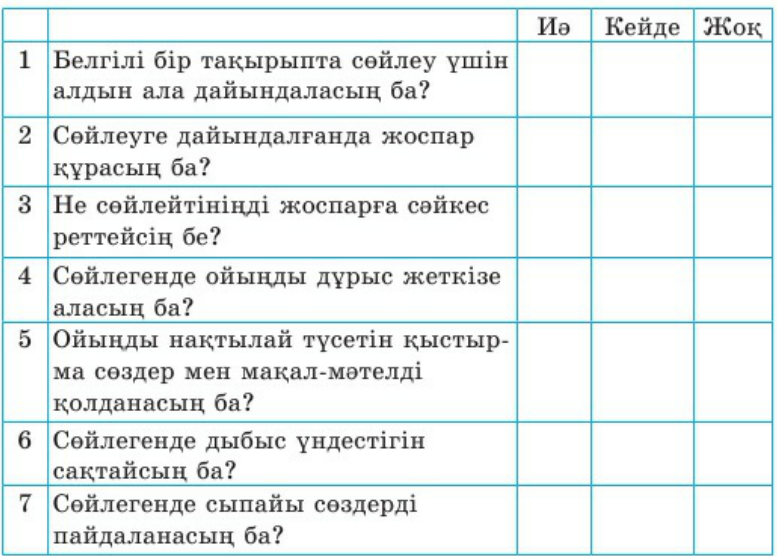 Иә Кейде Жоқ
1 Белгілі бір тақырыпта сөйлеу үшін
алдын ала дайындаласың ба?
2 Сөйлеуге дайындалғанда жоспар
құрасың ба?
3 Не сөйлейтініңді жоспарға сәйкес
реттейсің бе?
4 Сөйлегенде ойыңды дұрыс жеткізе
аласың ба?
5 Ойыңды нақтылай түсетін қыстыр-
ма сөздер мен мақал-мәтелді
қолданасың ба?
6 Сөйлегенде дыбыс үндестігін
сақтайсың ба?
7 Сөйлегенде сыпайы сөздерді
пайдаланасың ба?